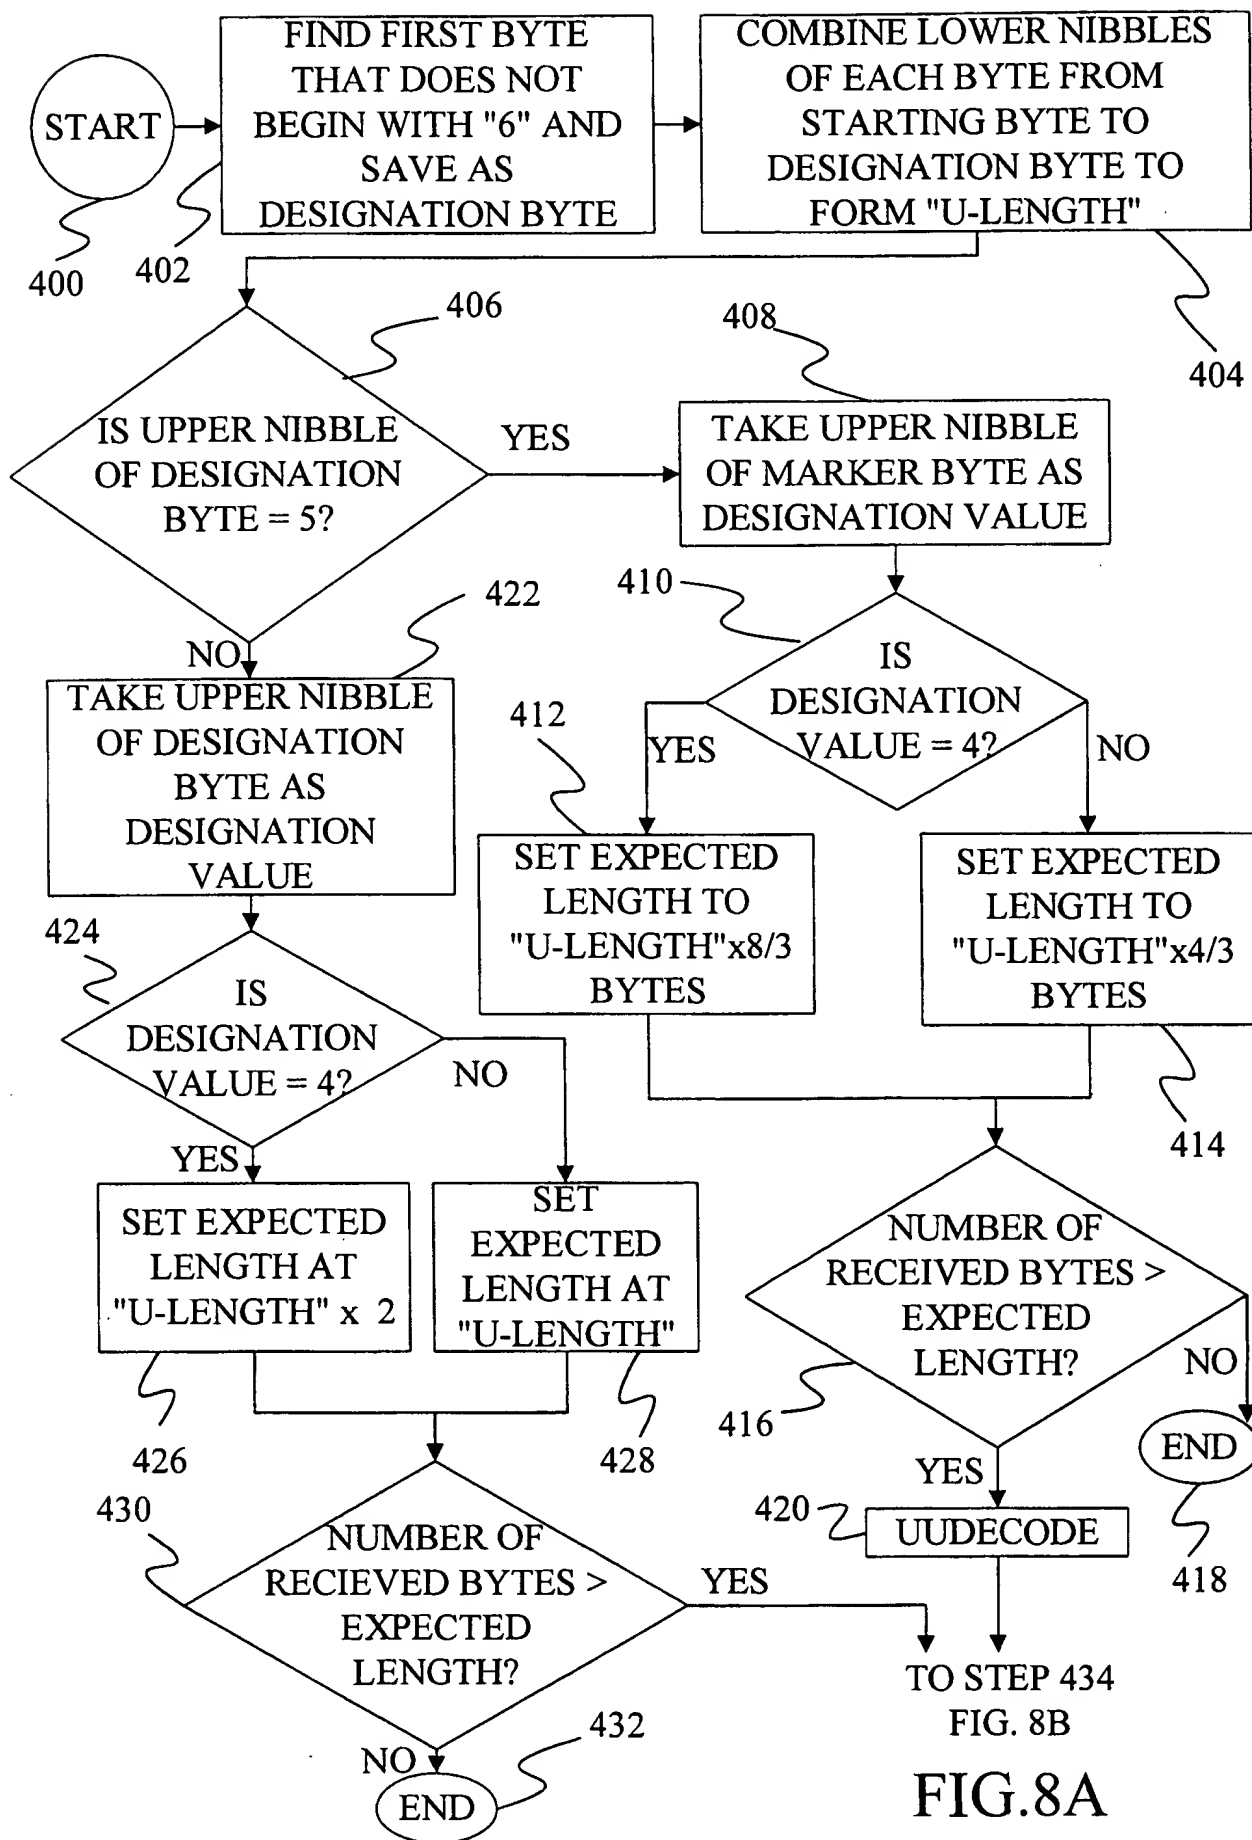 START
FIND FIRST BYTE
THAT DOES NOT
BEGIN WITH "6" AND
SAVE AS
DESIGNATION BYTE
COMBINE LOWER NIBBLES
OF EACH BYTE FROM
STARTING BYTE TO
DESIGNATION BYTE TO
FORM "U-LENGTH"
400
402
404
406
408
IS UPPER NIBBLE
OF DESIGNATION
BYTE = 5?
YES
TAKE UPPER NIBBLE
OF MARKER BYTE AS
DESIGNATION VALUE
NO
422
410
TAKE UPPER NIBBLE
OF DESIGNATION
BYTE AS
DESIGNATION
VALUE
IS
DESIGNATION
VALUE = 4?
412
YES
NO
SET EXPECTED
LENGTH TO
"U-LENGTH"x8/3
BYTES
SET EXPECTED
LENGTH TO
"U-LENGTH"x4/3
BYTES
424
IS
DESIGNATION
VALUE = 4?
NO
YES
414
SET EXPECTED
LENGTH AT
"U-LENGTH" x 2
SET
EXPECTED
LENGTH AT
"U-LENGTH"
NUMBER OF
RECEIVED BYTES >
EXPECTED
LENGTH?
NO
416
YES
END
418
426
428
420
UUDECODE
430
NUMBER OF
RECIEVED BYTES >
EXPECTED
LENGTH?
YES
TO STEP 434
FIG. 8B
NO
432
END
FIG.8A